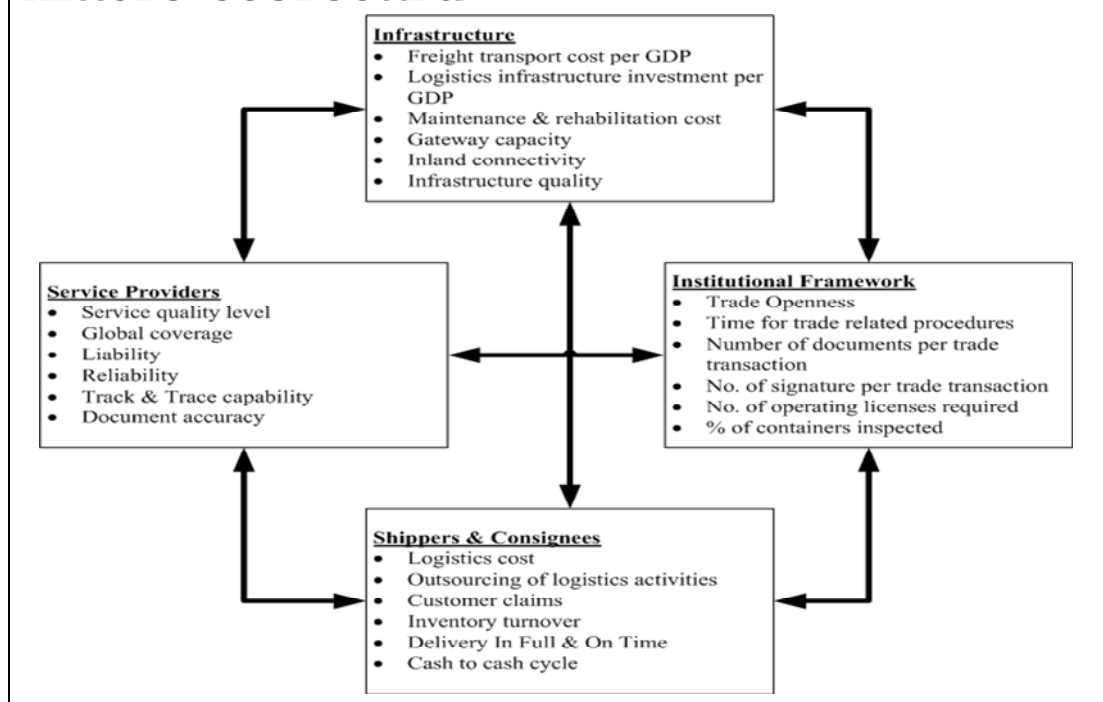 Infrastructure
• Freight transport cost per GDP
• Logistics infrastructure investment per
GDP
• Maintenance & rehabilitation cost
• Gateway capacity
• Inland connectivity
• Infrastructure quality
Service Providers
• Service quality level
• Global coverage
• Liability
• Reliability
• Track & Trace capability
• Document accuracy
Institutional Framework
• Trade Openness
• Time for trade related procedures
• Number of documents per trade
transaction
• No. of signature per trade transaction
• No. of operating licenses required
• % of containers inspected
Shippers & Consignees
• Logistics cost
• Outsourcing of logistics activities
• Customer claims
• Inventory turnover
• Delivery In Full & On Time
• Cash to cash cycle